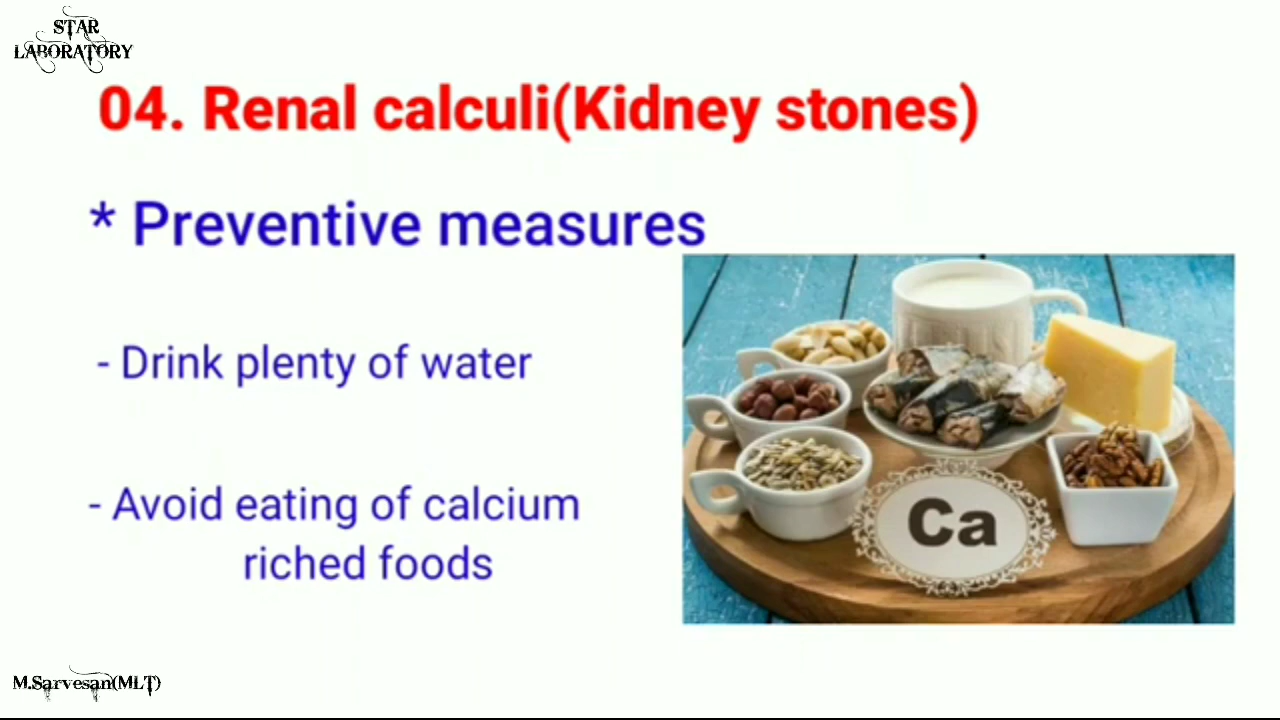 STAR
LABORATORY
04. Renal calculi(Kidney stones)
* Preventive measures
- Drink plenty of water
- Avoid eating of calcium
riched foods
Ca
M.Sarvesan(MLT)